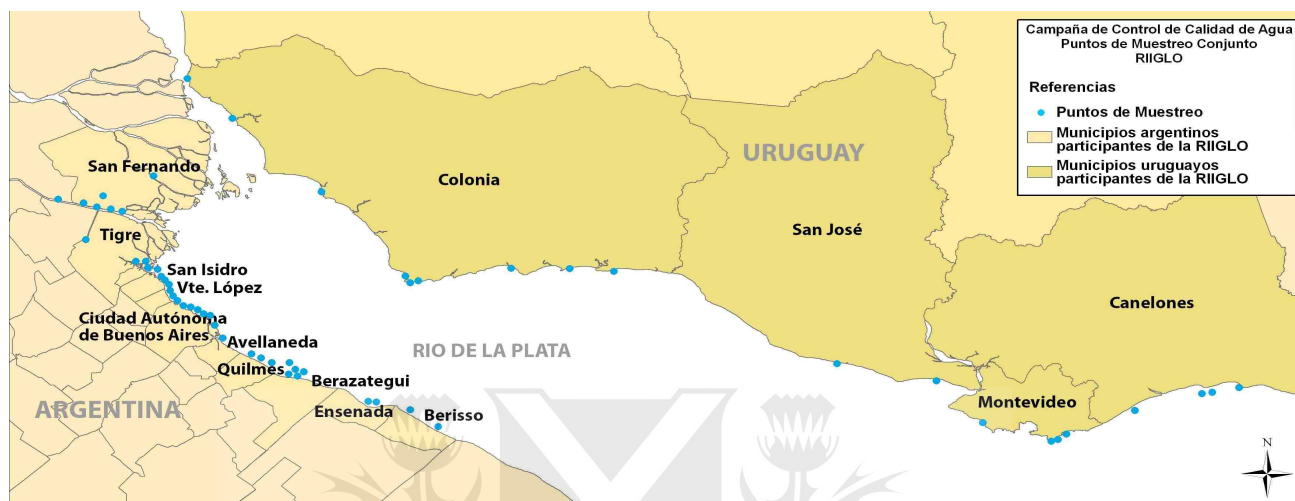 Campaña de Control de Calidad de Agua
Puntos de Muestreo Conjunto
RIIGLO
Referencias
Puntos de Muestreo
Municipios argentinos
participantes de la RIIGLO
Municipios uruguayos
participantes de la RIIGLO
San Fernando
Colonia
URUGUAY
Tigre
San José
San Isidro
Vte. López
Canelones
Ciudad Autónoma
de Buenos Aires
Avellaneda
RIO DE LA PLATA
Quilmes
Berazategui
ARGENTINA
Ensenada
Berisso
Montevideo
N